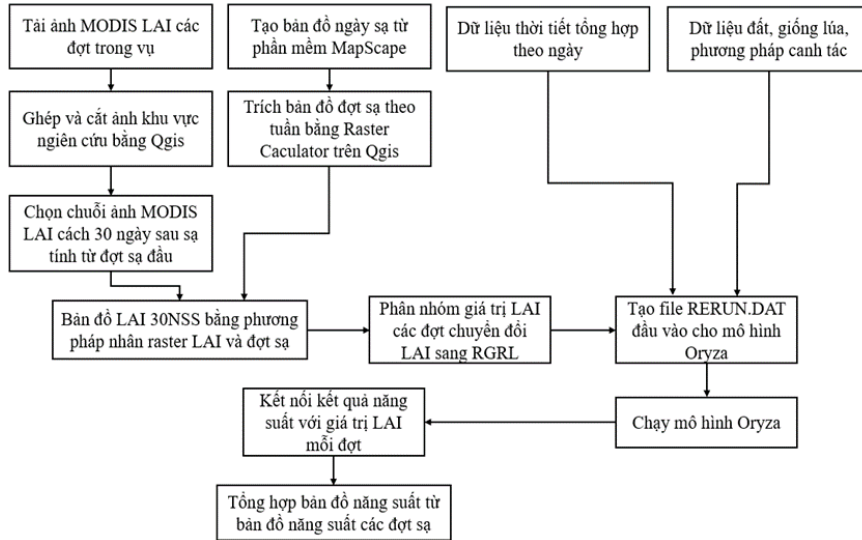 Tải ảnh MODIS LAI các
đợt trong vụ
Tạo bản đồ ngày sạ từ
phần mềm MapScape
Dữ liệu thời tiết tổng hợp
theo ngày
Dữ liệu đất, giống lúa,
phương pháp canh tác
Ghép và cắt ảnh khu vực
ngiên cứu bằng Qgis
Trích bản đồ đợt sạ theo
tuần bằng Raster
Caculator trên Qgis
Chọn chuỗi ảnh MODIS
LAI cách 30 ngày sau sạ
tính từ đợt sạ đầu
Bản đồ LAI 30NSS bằng phương
pháp nhân raster LAI và đợt sạ
Phân nhóm giá trị LAI
các đợt chuyển đổi
LAI sang RGRL
Tạo file RERUN.DAT
đầu vào cho mô hình
Oryza
Kết nối kết quả năng
suất với giá trị LAI
mỗi đợt
Chạy mô hình Oryza
Tổng hợp bản đồ năng suất từ
bản đồ năng suất các đợt sạ